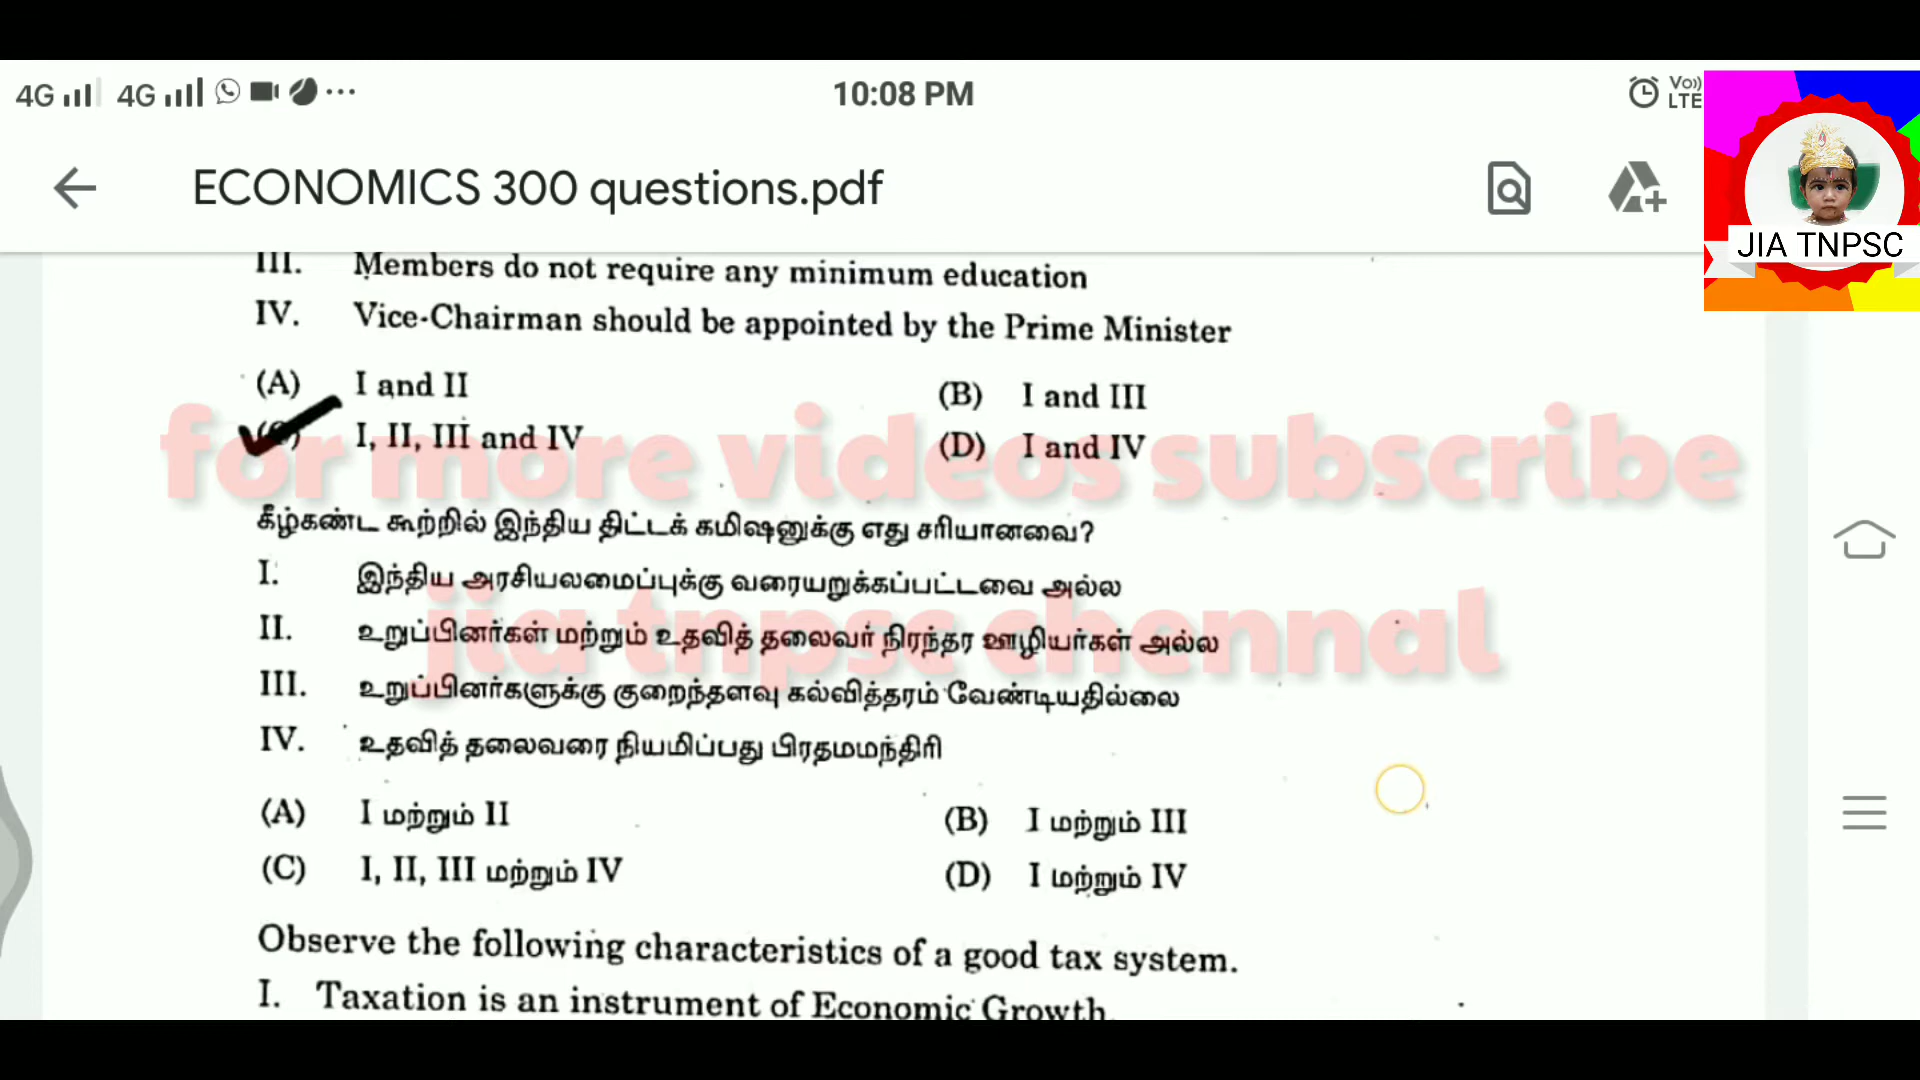 4G 4G ... 10:08 PM Vo)) LTE
ECONOMICS 300 questions.pdf
JIA TNPSC
III. Members do not require any minimum education
IV. Vice-Chairman should be appointed by the Prime Minister
(A) I and II (B) I and III
(C) I, II, III and IV (D) I and IV
for more videos subscribe
கீழ்கண்ட கூற்றில் இந்திய திட்டக் கமிஷனுக்கு எது சரியானவை?
I. இந்திய அரசியலமைப்புக்கு வரையறுக்கப்பட்டவை அல்ல
II. உறுப்பினர்கள் மற்றும் உதவித் தலைவர் நிரந்தர ஊழியர்கள் அல்ல
jia tnpsc chennal
III. உறுப்பினர்களுக்கு குறைந்தளவு கல்வித்தரம் வேண்டியதில்லை
IV. உதவித் தலைவரை நியமிப்பது பிரதமமந்திரி
(A) I மற்றும் II (B) I மற்றும் III
(C) I, II, III மற்றும் IV (D) I மற்றும் IV
Observe the following characteristics of a good tax system.
I. Taxation is an instrument of Economic Growth.